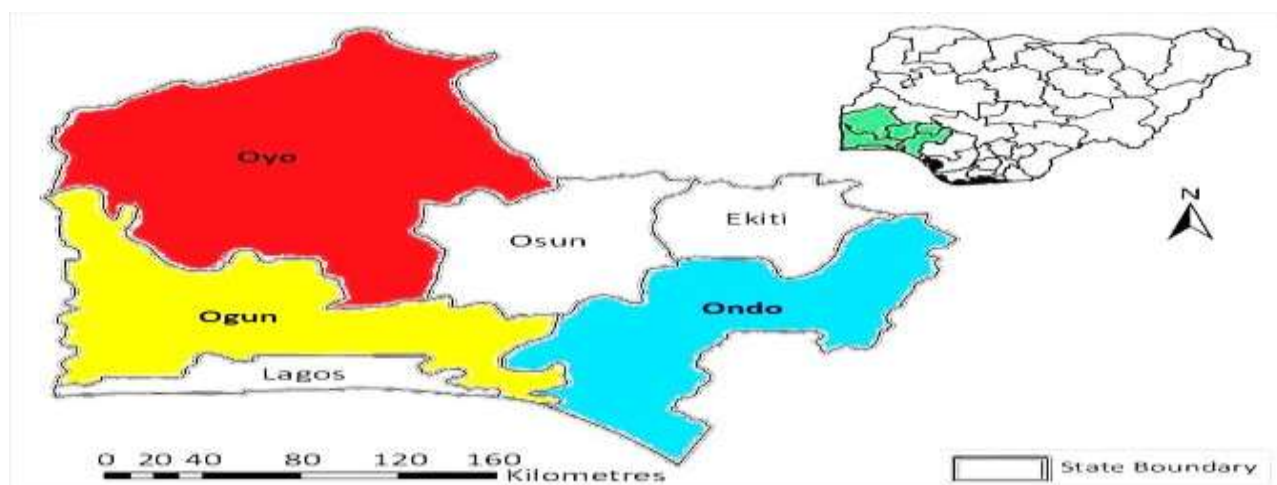 Oyo
N
Osun
Ekiti
Ogun
Ondo
Lagos
0 20 40 80 120 160
Kilometres
State Boundary